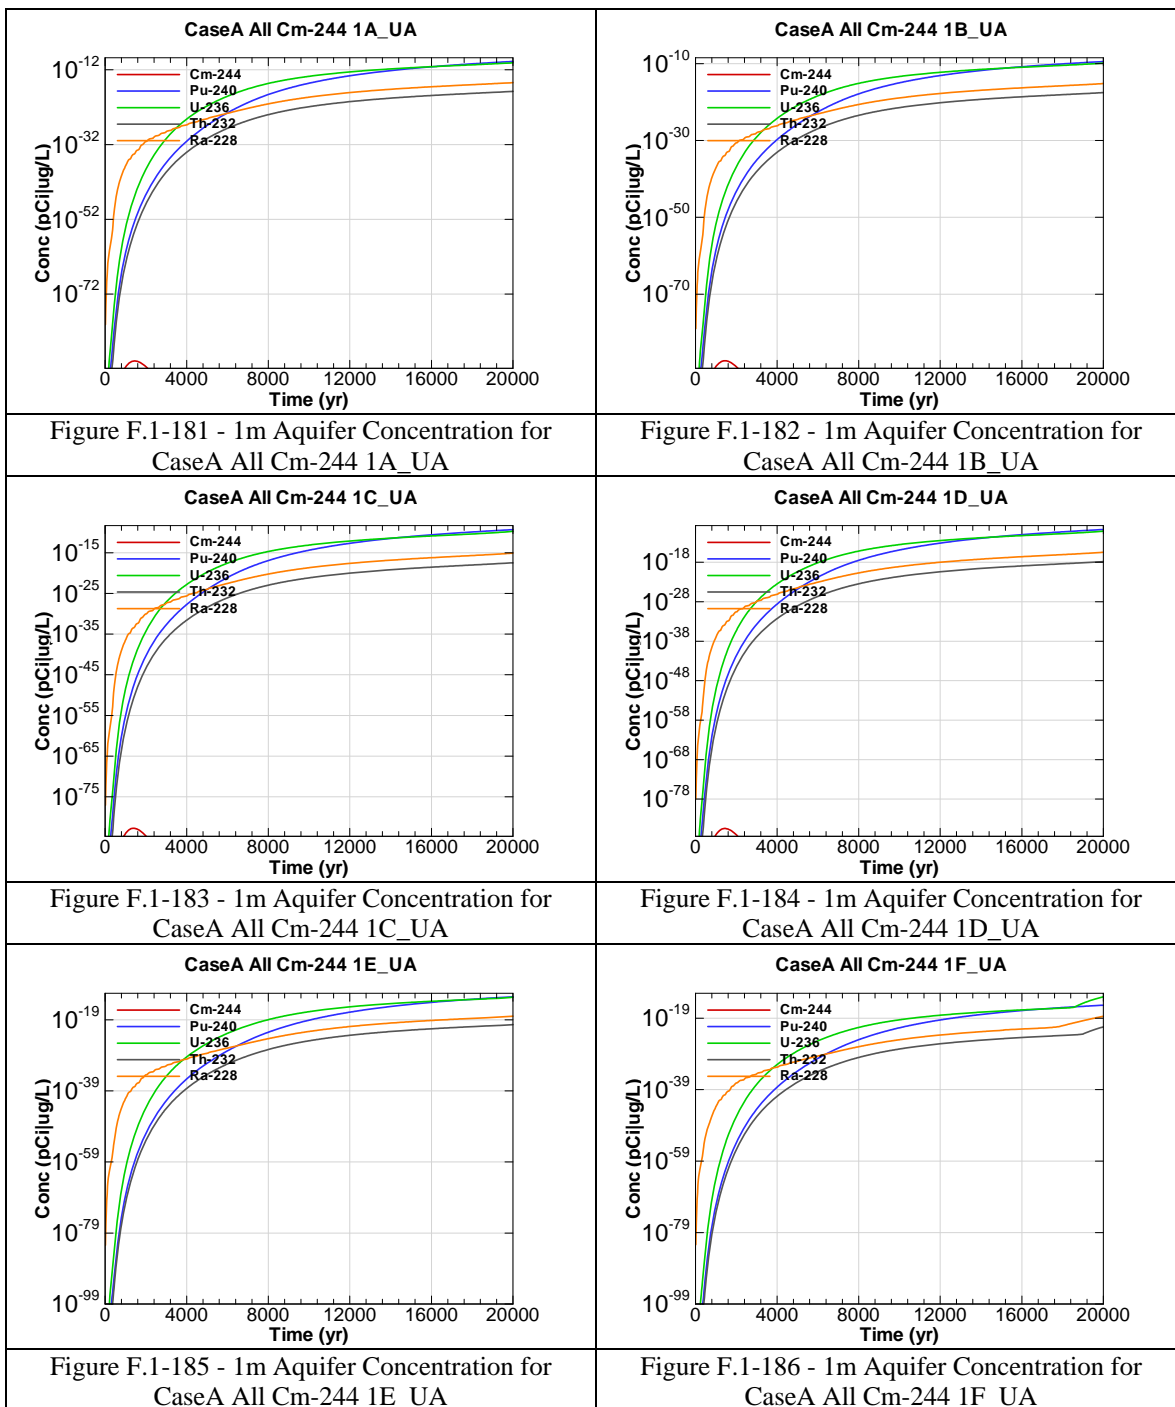 CaseA All Cm-244 1A_UA
Conc (pCi|ug/L)
10-12
10-32
10-52
10-72
Cm-244
Pu-240
U-236
Th-232
Ra-228
0 4000 8000 12000 16000 20000
Time (yr)
Figure F.1-181 - 1m Aquifer Concentration for
CaseA All Cm-244 1A_UA
CaseA All Cm-244 1B_UA
Conc (pCi|ug/L)
10-10
10-30
10-50
10-70
Cm-244
Pu-240
U-236
Th-232
Ra-228
0 4000 8000 12000 16000 20000
Time (yr)
Figure F.1-182 - 1m Aquifer Concentration for
CaseA All Cm-244 1B_UA
CaseA All Cm-244 1C_UA
Conc (pCi|ug/L)
10-15
10-25
10-35
10-45
10-55
10-65
10-75
Cm-244
Pu-240
U-236
Th-232
Ra-228
0 4000 8000 12000 16000 20000
Time (yr)
Figure F.1-183 - 1m Aquifer Concentration for
CaseA All Cm-244 1C_UA
CaseA All Cm-244 1D_UA
Conc (pCi|ug/L)
10-18
10-28
10-38
10-48
10-58
10-68
10-78
Cm-244
Pu-240
U-236
Th-232
Ra-228
0 4000 8000 12000 16000 20000
Time (yr)
Figure F.1-184 - 1m Aquifer Concentration for
CaseA All Cm-244 1D_UA
CaseA All Cm-244 1E_UA
Conc (pCi|ug/L)
10-19
10-39
10-59
10-79
10-99
Cm-244
Pu-240
U-236
Th-232
Ra-228
0 4000 8000 12000 16000 20000
Time (yr)
Figure F.1-185 - 1m Aquifer Concentration for
CaseA All Cm-244 1E_UA
CaseA All Cm-244 1F_UA
Conc (pCi|ug/L)
10-19
10-39
10-59
10-79
10-99
Cm-244
Pu-240
U-236
Th-232
Ra-228
0 4000 8000 12000 16000 20000
Time (yr)
Figure F.1-186 - 1m Aquifer Concentration for
CaseA All Cm-244 1F_UA